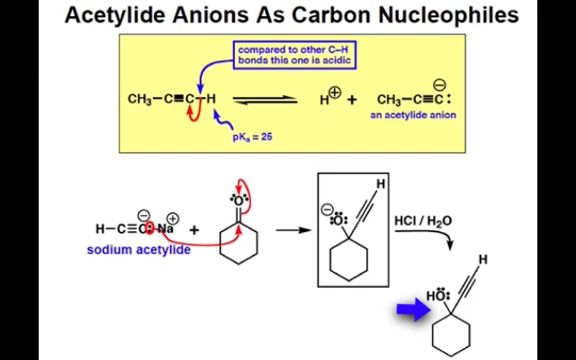 Acetylide Anions As Carbon Nucleophiles
compared to other C–H
bonds this one is acidic
CH₃–C≡C–H
H⊕ + CH₃–C≡C:⊖
an acetylide anion
pKₐ = 25
H–C≡C:⊖ Na⊕ + O
sodium acetylide
⊖O H
HCl / H₂O
H
HO